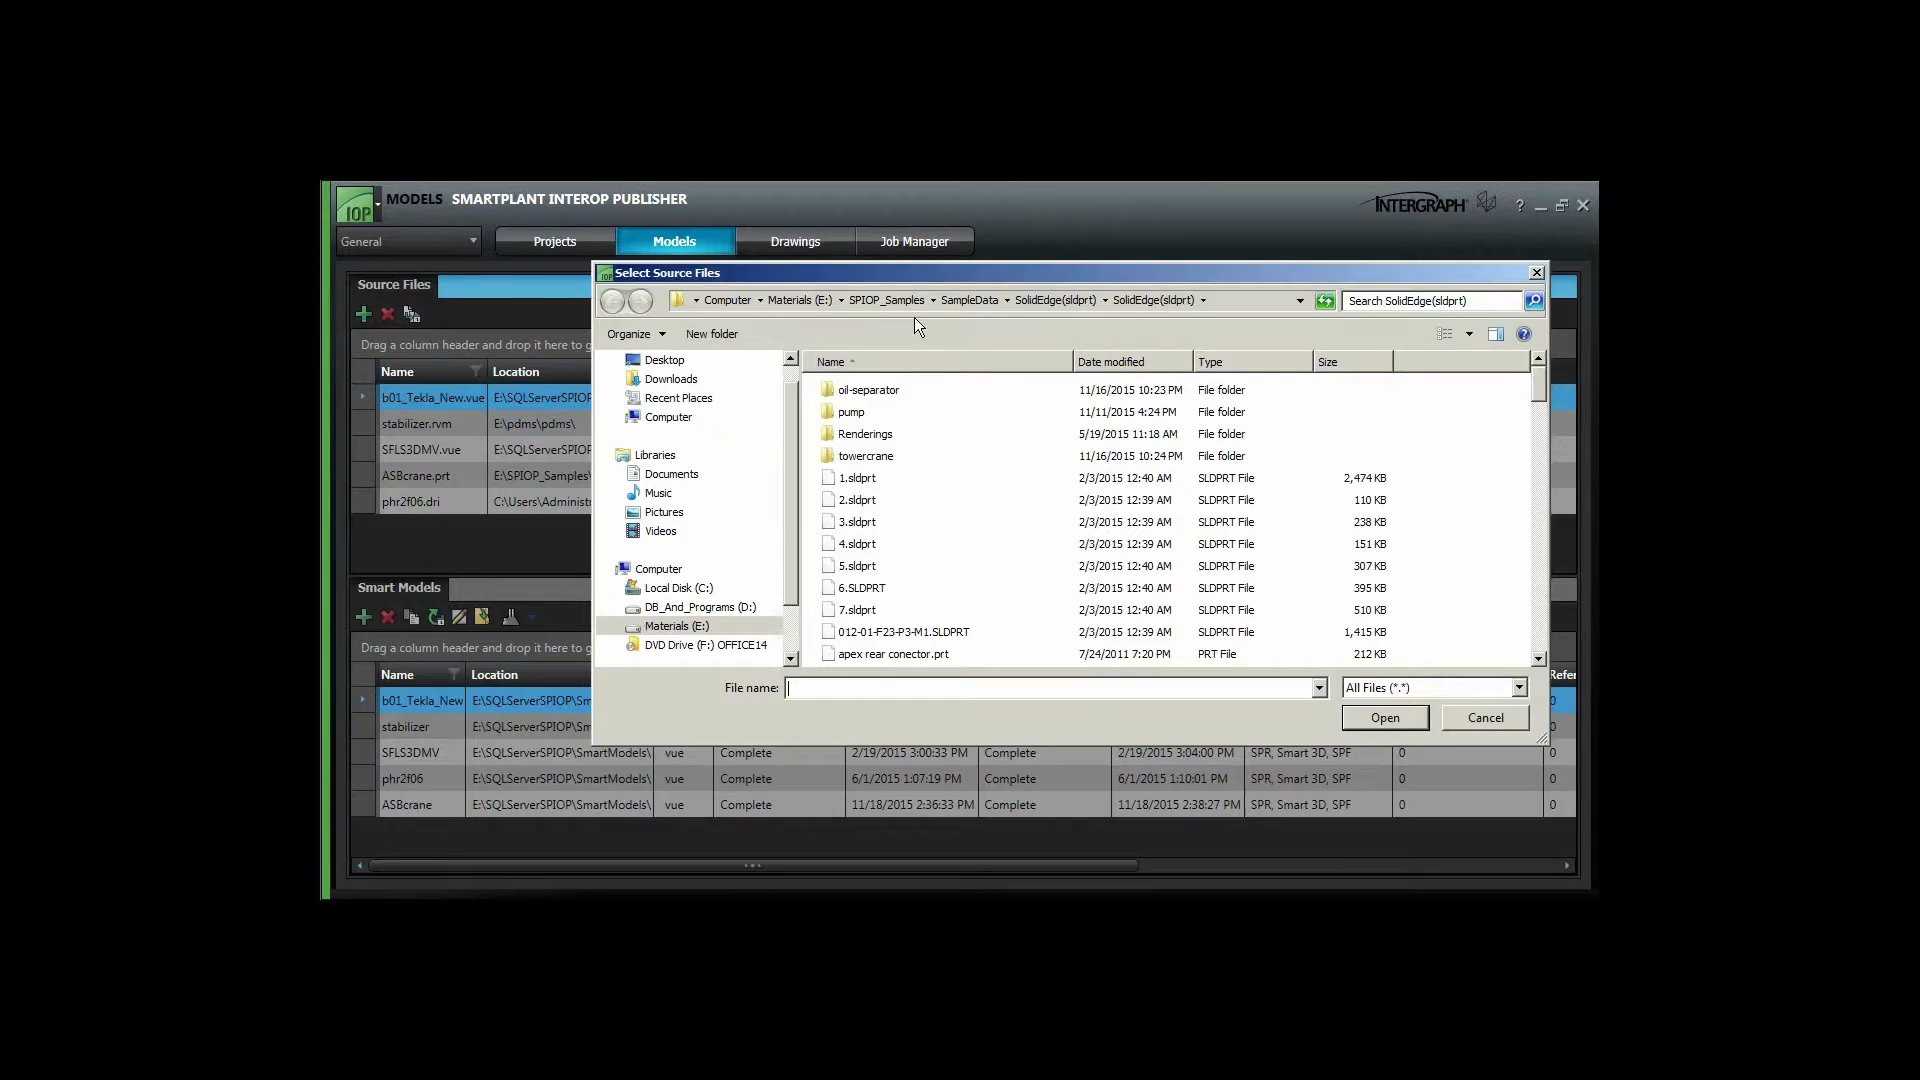 MODELS SMARTPLANT INTEROP PUBLISHER
IOP
INTERGRAPH
?
General
Projects
Models
Drawings
Job Manager
Source Files
Drag a column header and drop it here to g
Name Location
b01_Tekla_New.vue E:\SQLServerSPIOP
stabilizer.rvm E:\pdms\pdms\
SFLS3DMV.vue E:\SQLServerSPIOP
ASBcrane.prt E:\SPIOP_Samples\
phr2f06.dri C:\Users\Administ
Select Source Files
Computer Materials (E:) SPIOP_Samples SampleData SolidEdge(sldprt) SolidEdge(sldprt)
Search SolidEdge(sldprt)
Organize New folder
Desktop
Downloads
Recent Places
Computer
Libraries
Documents
Music
Pictures
Videos
Computer
Local Disk (C:)
DB_And_Programs (D:)
Materials (E:)
DVD Drive (F:) OFFICE14
Name Date modified Type Size
oil-separator 11/16/2015 10:23 PM File folder
pump 11/11/2015 4:24 PM File folder
Renderings 5/19/2015 11:18 AM File folder
towercrane 11/16/2015 10:24 PM File folder
1.sldprt 2/3/2015 12:40 AM SLDPRT File 2,474 KB
2.sldprt 2/3/2015 12:39 AM SLDPRT File 110 KB
3.sldprt 2/3/2015 12:39 AM SLDPRT File 238 KB
4.sldprt 2/3/2015 12:39 AM SLDPRT File 151 KB
5.sldprt 2/3/2015 12:40 AM SLDPRT File 307 KB
6.SLDPRT 2/3/2015 12:40 AM SLDPRT File 395 KB
7.sldprt 2/3/2015 12:40 AM SLDPRT File 510 KB
012-01-F23-P3-M1.SLDPRT 2/3/2015 12:39 AM SLDPRT File 1,415 KB
apex rear conector.prt 7/24/2011 7:20 PM PRT File 212 KB
File name:
All Files (*.*)
Open
Cancel
Smart Models
Drag a column header and drop it here to g
Name Location Refer
b01_Tekla_New E:\SQLServerSPIOP\Sm 0
stabilizer E:\SQLServerSPIOP\Sm 0
SFLS3DMV E:\SQLServerSPIOP\SmartModels\ vue Complete 2/19/2015 3:00:33 PM Complete 2/19/2015 3:04:00 PM SPR, Smart 3D, SPF 0 0
phr2f06 E:\SQLServerSPIOP\SmartModels\ vue Complete 6/1/2015 1:07:19 PM Complete 6/1/2015 1:10:01 PM SPR, Smart 3D, SPF 0 0
ASBcrane E:\SQLServerSPIOP\SmartModels\ vue Complete 11/18/2015 2:36:33 PM Complete 11/18/2015 2:38:27 PM SPR, Smart 3D, SPF 0 0